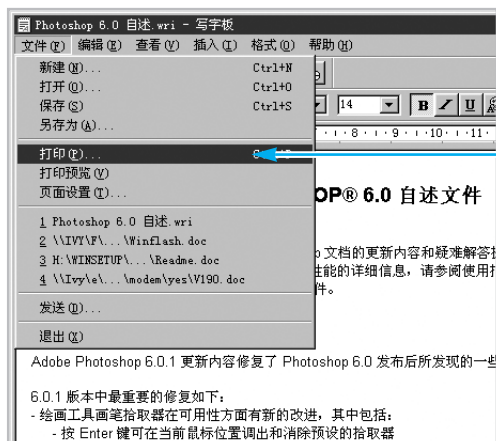 Photoshop 6.0 自述.wri - 写字板
文件(F) 编辑(E) 查看(V) 插入(I) 格式(O) 帮助(H)
新建(N)... Ctrl+N
打开(O)... Ctrl+O
保存(S) Ctrl+S
另存为(A)...
14 B U
8 · 9 · 10 · 11
打印(P)...
打印预览(V)
页面设置(T)...
OP® 6.0 自述文件
1 Photoshop 6.0 自述.wri
2 \\IVY\F\...\Winflash.doc
文档的更新内容和疑难解答
3 H:\WINSETUP\...\Readme.doc
性能的详细信息，请参阅使用
4 \\Ivy\e\...\modem\yes\V190.doc
件。
发送(D)...
退出(X)
Adobe Photoshop 6.0.1 更新内容修复了 Photoshop 6.0 发布后所发现的一些
6.0.1 版本中最重要的修复如下：
- 绘画工具画笔拾取器在可用性方面有新的改进，其中包括：
- 按 Enter 键可在当前鼠标位置调出和消除预设的拾取器